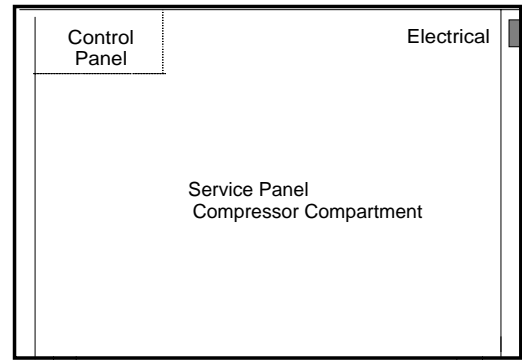 Control
Panel
Electrical
Service Panel
Compressor Compartment